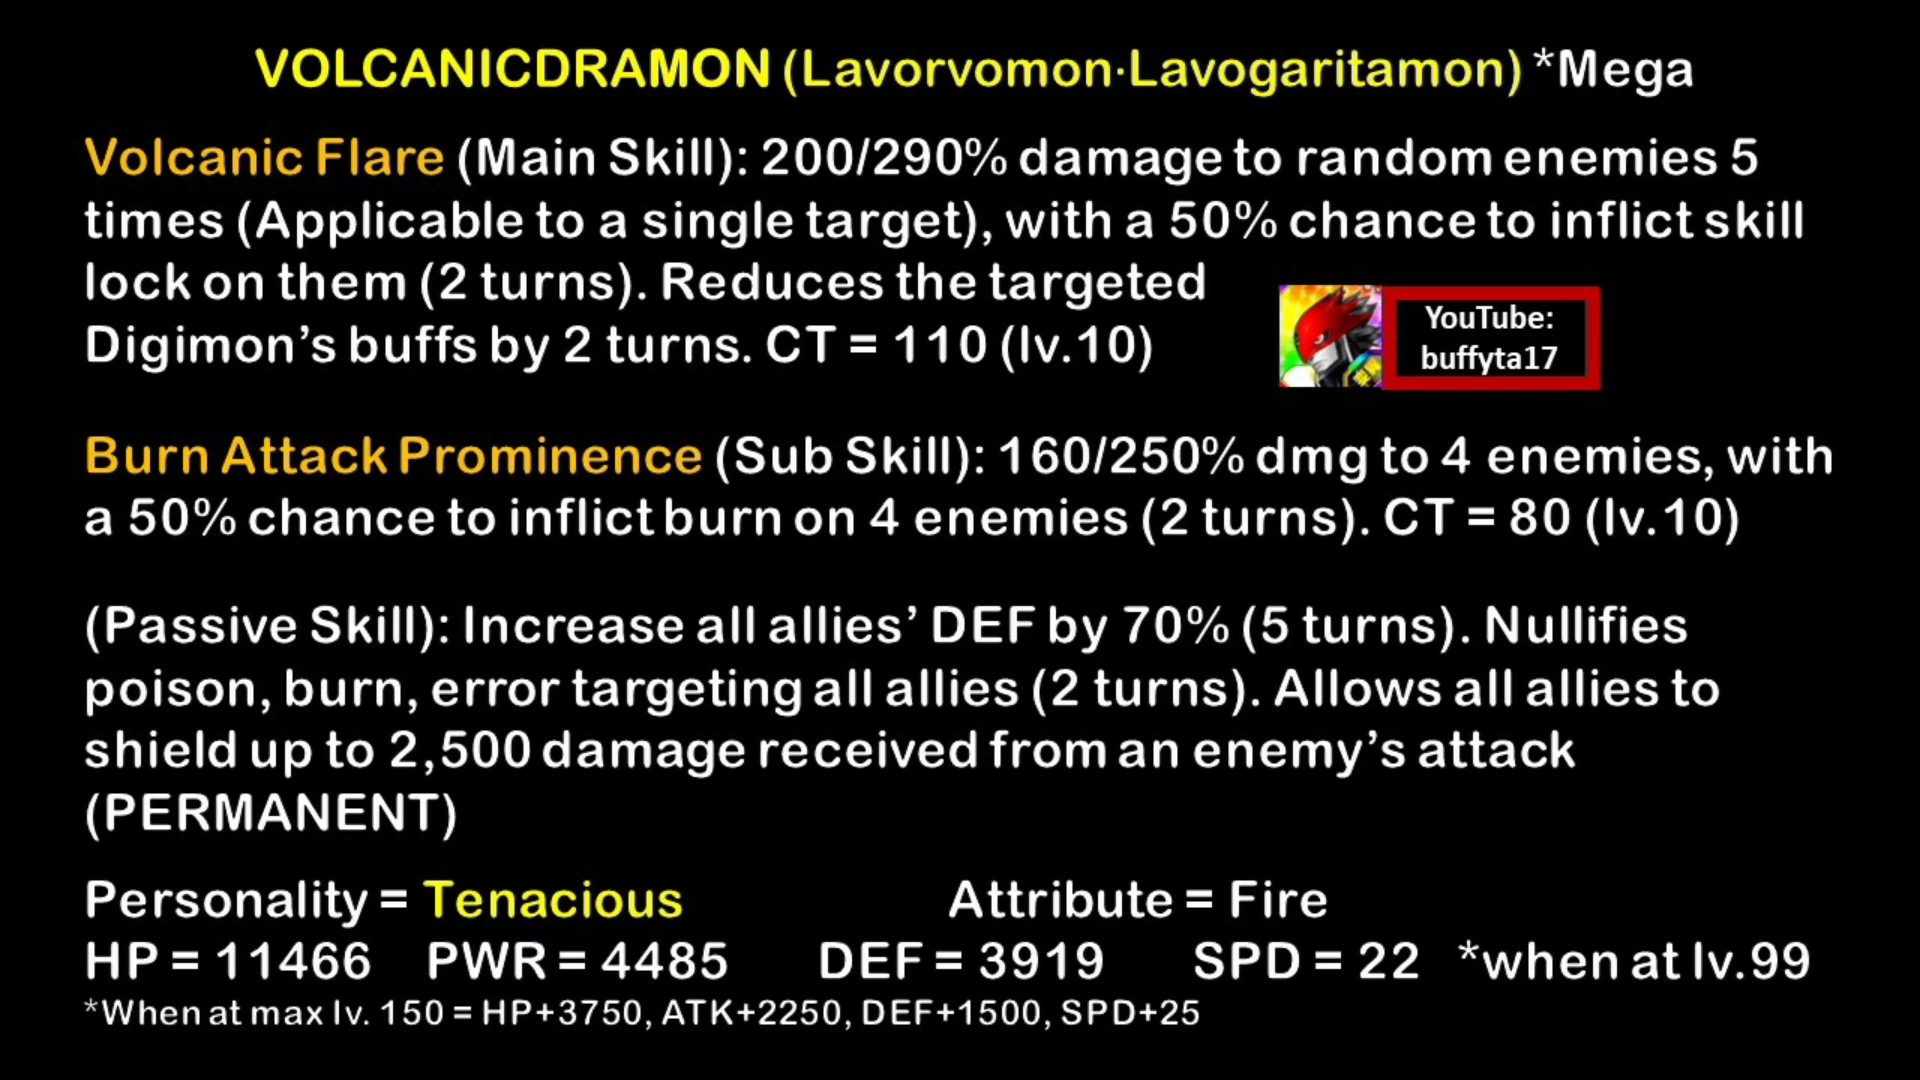 VOLCANICDRAMON (Lavorvomon·Lavogaritamon) *Mega
Volcanic Flare (Main Skill): 200/290% damage to random enemies 5
times (Applicable to a single target), with a 50% chance to inflict skill
lock on them (2 turns). Reduces the targeted
Digimon’s buffs by 2 turns. CT = 110 (lv.10)
YouTube:
buffyta17
Burn Attack Prominence (Sub Skill): 160/250% dmg to 4 enemies, with
a 50% chance to inflict burn on 4 enemies (2 turns). CT = 80 (lv.10)
(Passive Skill): Increase all allies’ DEF by 70% (5 turns). Nullifies
poison, burn, error targeting all allies (2 turns). Allows all allies to
shield up to 2,500 damage received from an enemy’s attack
(PERMANENT)
Personality = Tenacious Attribute = Fire
HP = 11466 PWR = 4485 DEF = 3919 SPD = 22 *when at lv.99
*When at max lv. 150 = HP+3750, ATK+2250, DEF+1500, SPD+25